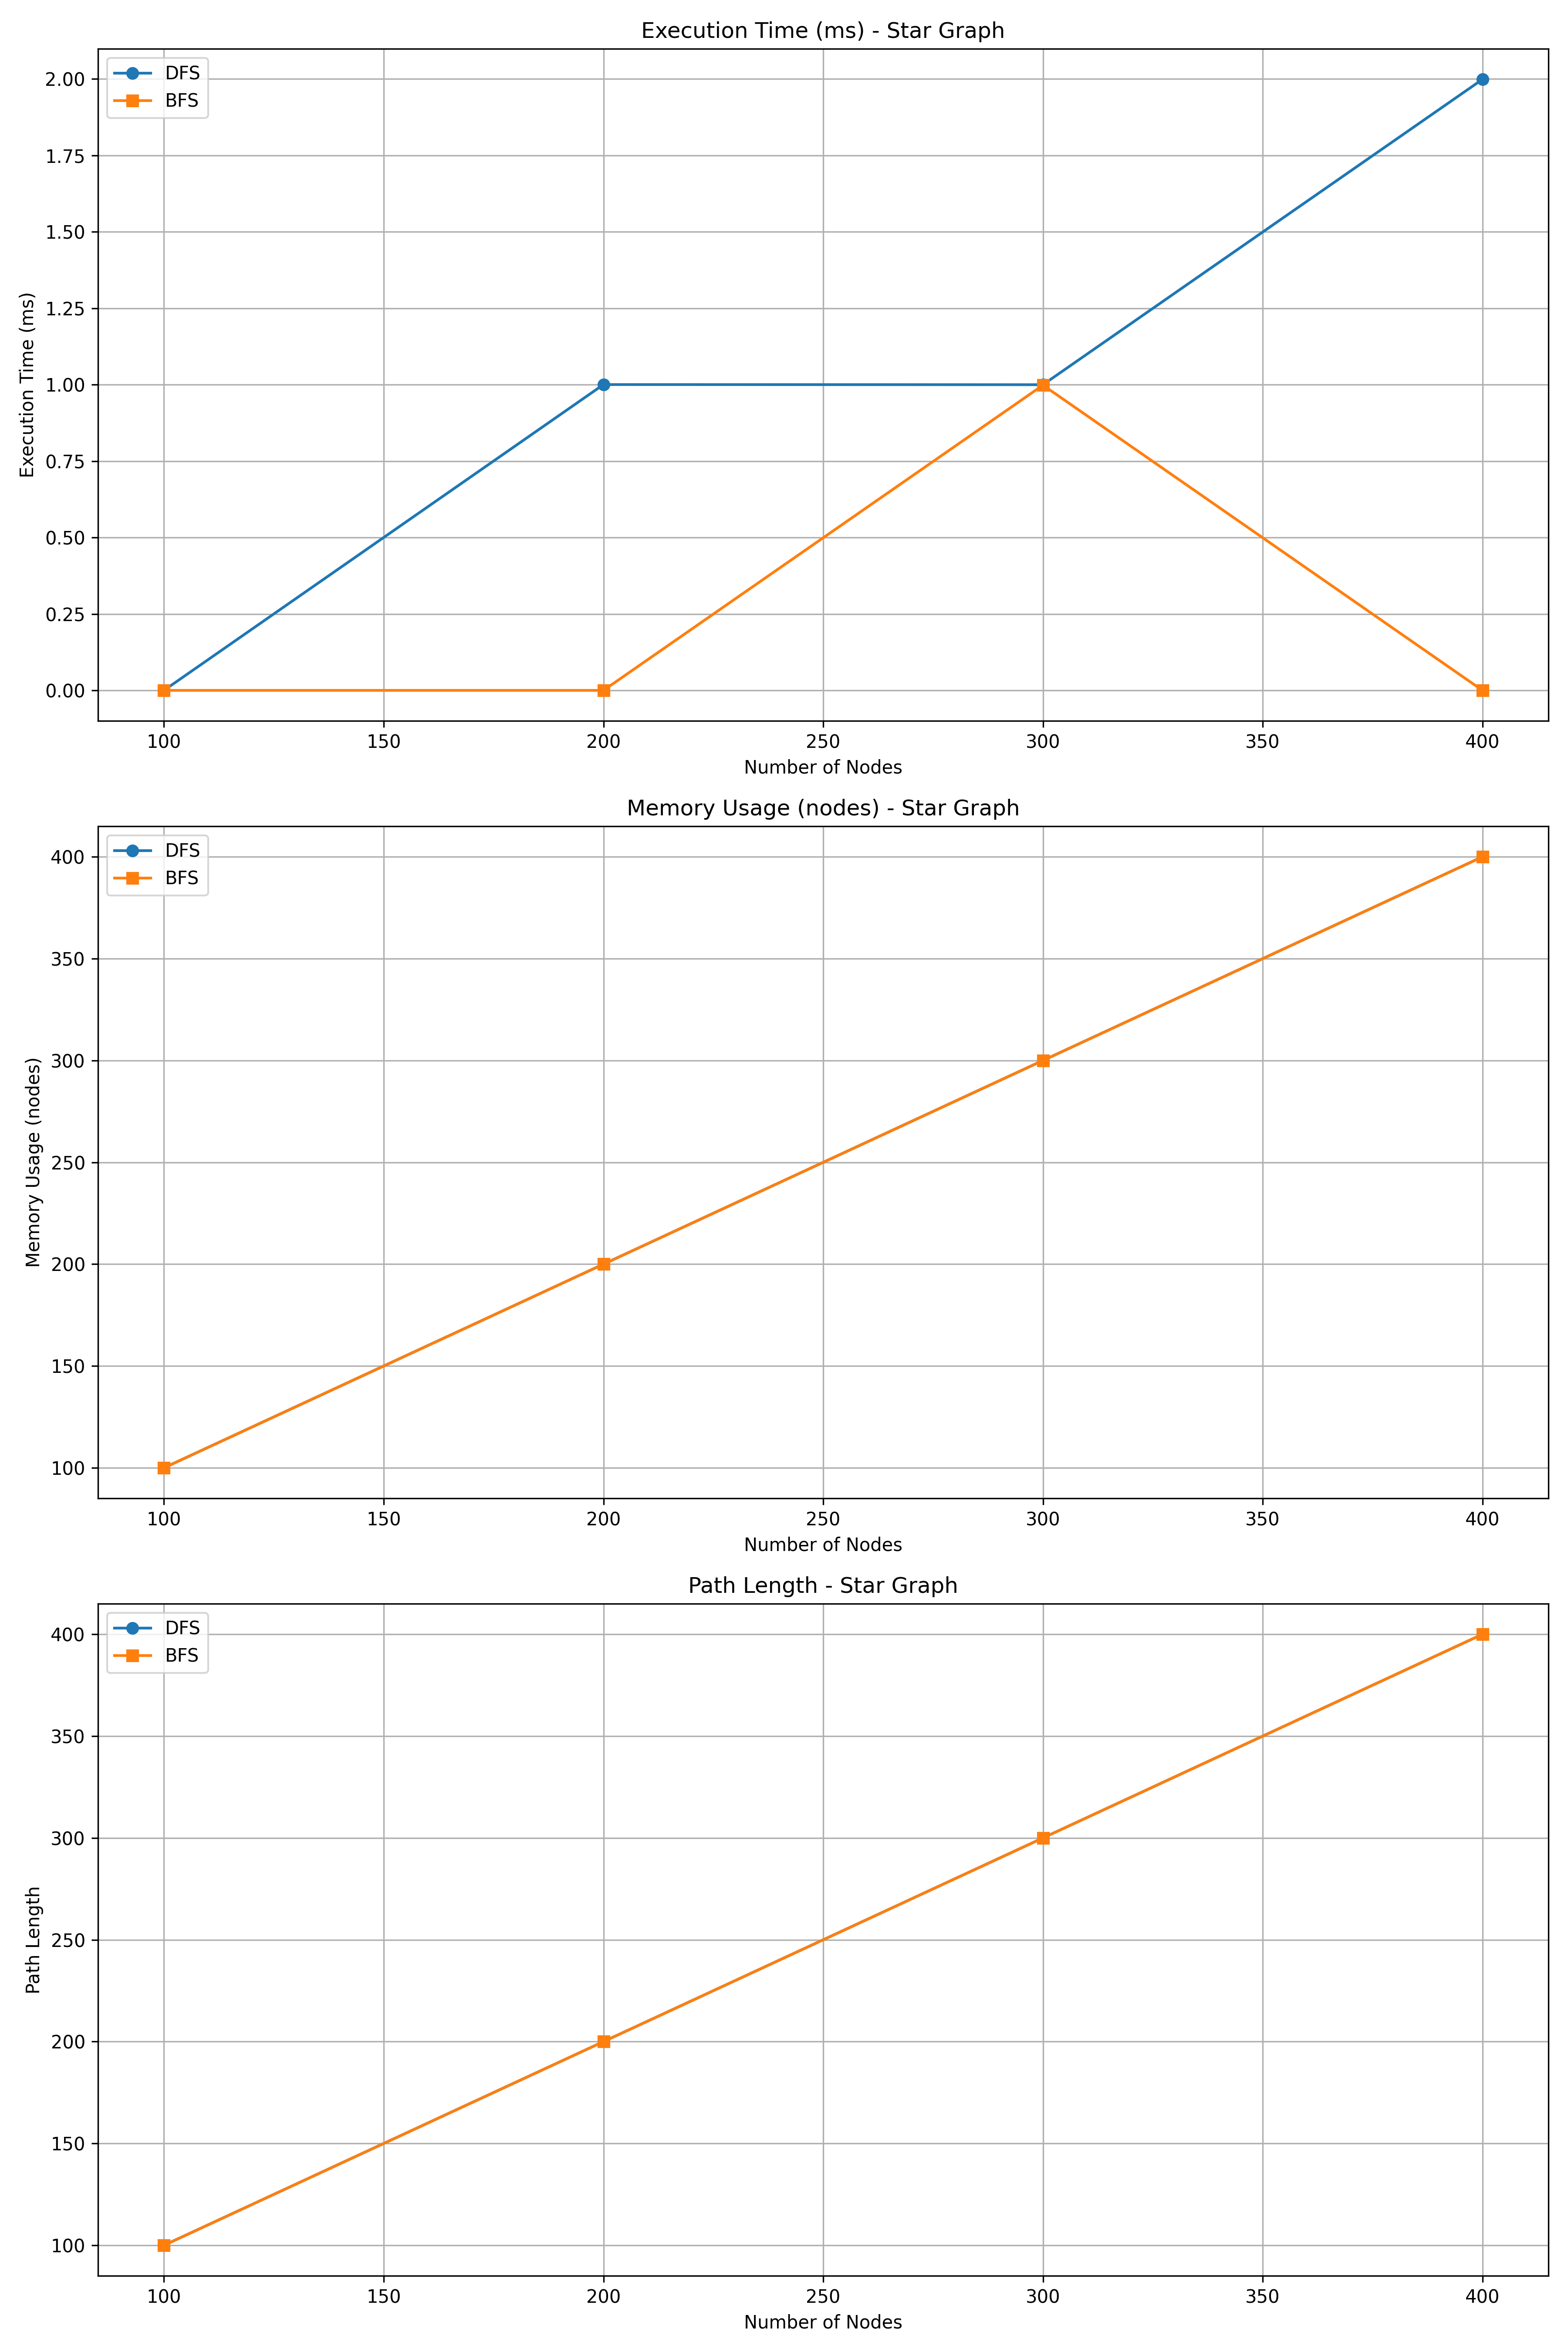 Execution Time (ms) - Star Graph
DFS
BFS
2.00
1.75
1.50
1.25
1.00
0.75
0.50
0.25
0.00
Execution Time (ms)
100 150 200 250 300 350 400
Number of Nodes
Memory Usage (nodes) - Star Graph
DFS
BFS
400
350
300
250
200
150
100
Memory Usage (nodes)
100 150 200 250 300 350 400
Number of Nodes
Path Length - Star Graph
DFS
BFS
400
350
300
250
200
150
100
Path Length
100 150 200 250 300 350 400
Number of Nodes